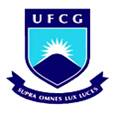 UFCG
SUPRA OMNES LUX LUCES